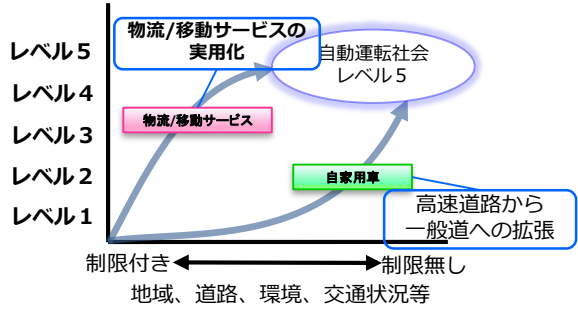 物流/移動サービスの
実用化
自動運転社会
レベル５
レベル５
レベル４
レベル３
レベル２
レベル１
物流/移動サービス
自家用車
高速道路から
一般道への拡張
制限付き
制限無し
地域、道路、環境、交通状況等